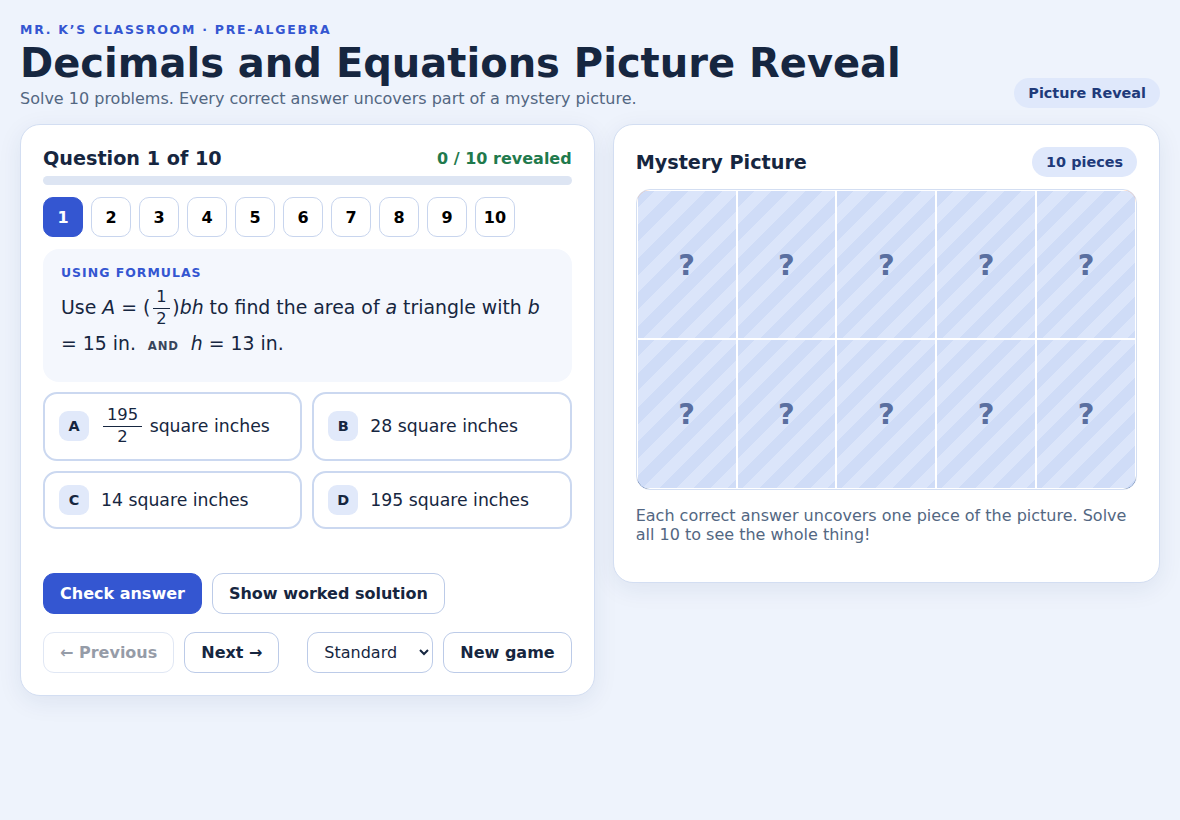 MR. K’S CLASSROOM · PRE-ALGEBRA
Decimals and Equations Picture Reveal
Solve 10 problems. Every correct answer uncovers part of a mystery picture.
Picture Reveal
Question 1 of 10
0 / 10 revealed
1 2 3 4 5 6 7 8 9 10
USING FORMULAS
Use A = (1/2)bh to find the area of a triangle with b
= 15 in. AND h = 13 in.
A 195/2 square inches
B 28 square inches
C 14 square inches
D 195 square inches
Check answer
Show worked solution
← Previous
Next →
Standard
New game
Mystery Picture
10 pieces
? ? ? ? ?
? ? ? ? ?
Each correct answer uncovers one piece of the picture. Solve
all 10 to see the whole thing!